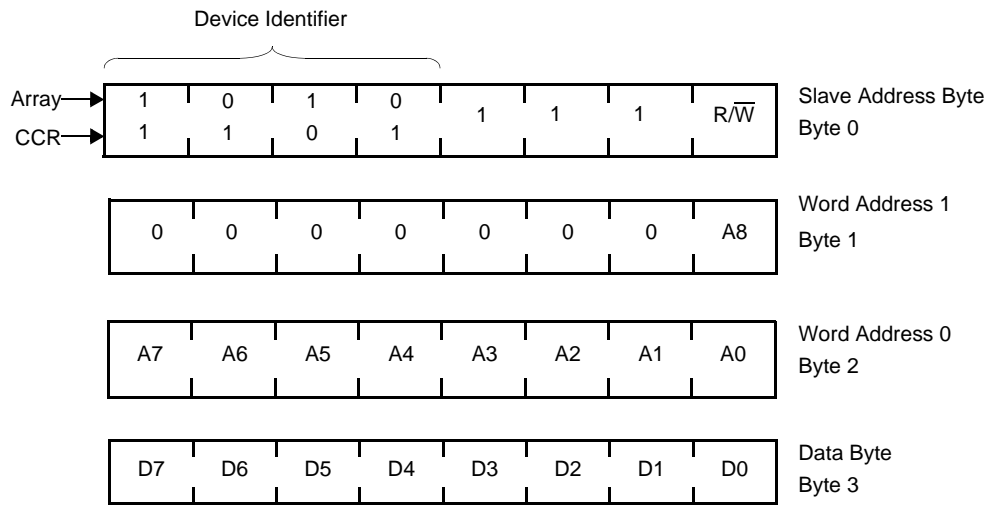 Device Identifier
Array 1 0 1 0 1 1 1 R/W̅ Slave Address Byte
CCR 1 1 0 1 Byte 0
0 0 0 0 0 0 0 A8 Word Address 1
Byte 1
A7 A6 A5 A4 A3 A2 A1 A0 Word Address 0
Byte 2
D7 D6 D5 D4 D3 D2 D1 D0 Data Byte
Byte 3